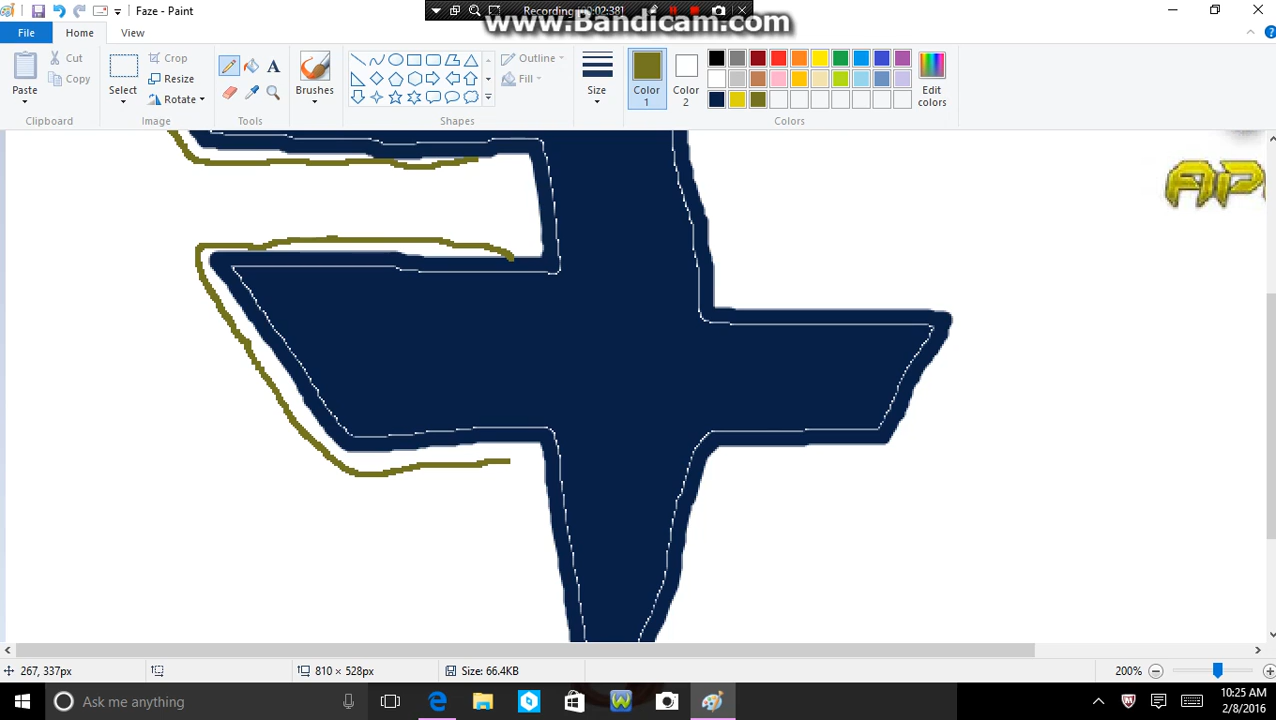 Faze - Paint
Recording [00:02:38]
www.Bandicam.com
File Home View
Paste
Cut
Copy
Clipboard
Select
Crop
Resize
Rotate
Image
Tools
Brushes
Outline
Fill
Shapes
Size
Color 1
Color 2
Edit colors
Colors
267, 337px
810 × 528px
Size: 66.4KB
200%
Ask me anything
10:25 AM
2/8/2016